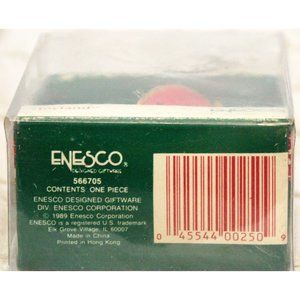 ENESCO®
DESIGNED GIFTWARE
566705
CONTENTS ONE PIECE
ENESCO DESIGNED GIFTWARE
DIV. ENESCO CORPORATION
© 1989 Enesco Corporation
ENESCO is a registered U.S. trademark
Elk Grove Village, IL 60007
Made in China
Printed in Hong Kong
0 45544 00250 9